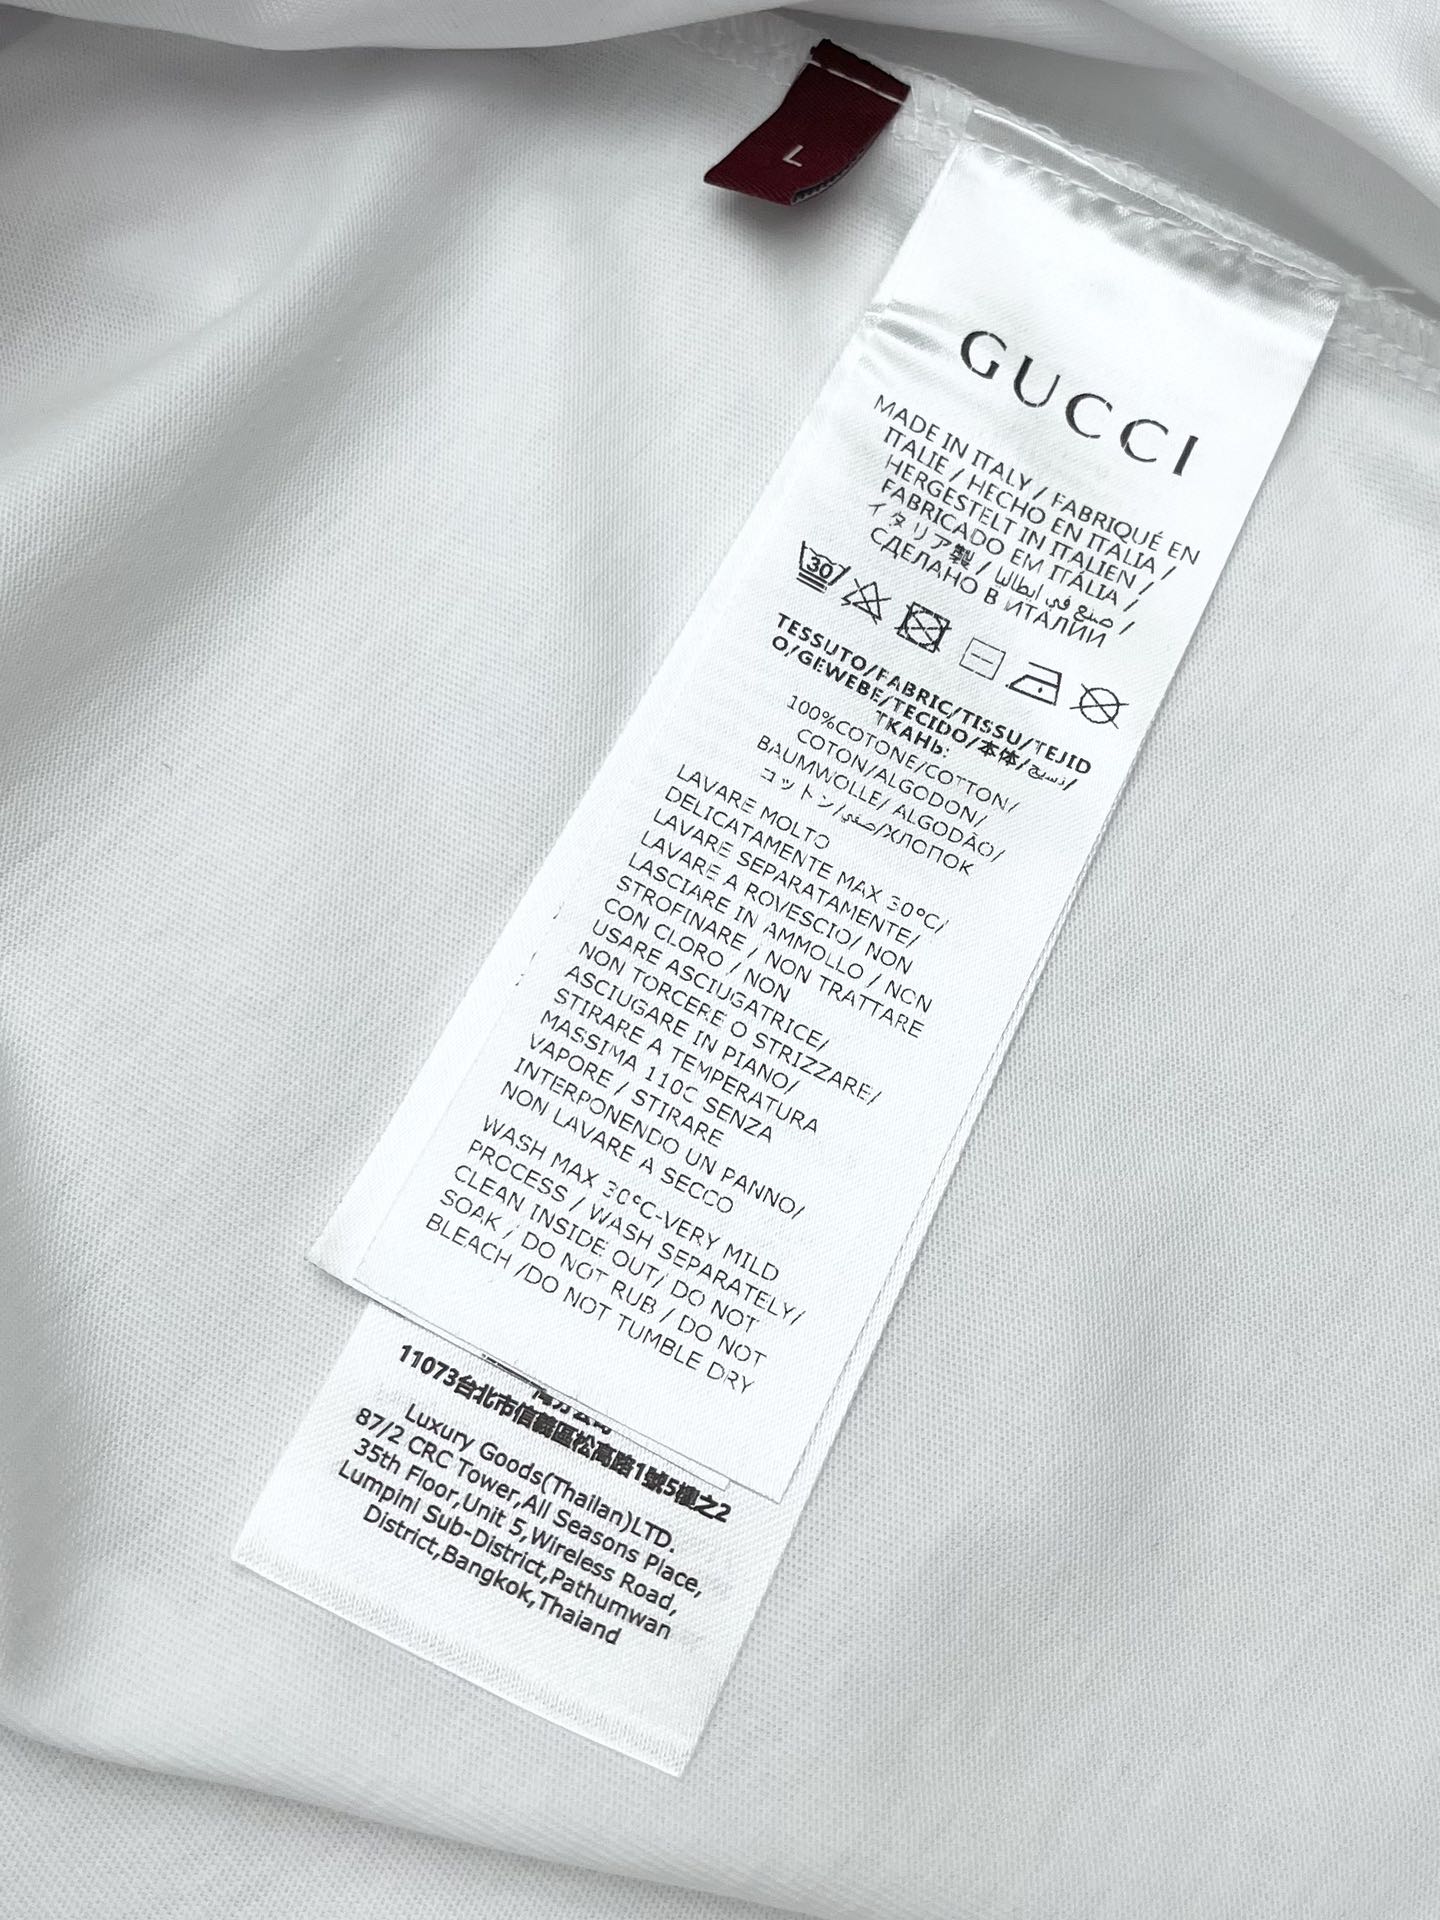 L
GUCCI
MADE IN ITALY / FABRIQUÉ EN
ITALIE / HECHO EN ITALIA /
HERGESTELT IN ITALIEN /
FABRICADO EM ITÁLIA /
イタリア製 / صنع في إيطاليا /
СДЕЛАНО В ИТАЛИИ
30
TESSUTO/FABRIC/TISSU/TEJID
O/GEWEBE/TECIDO/本体/نسيج/
ТКАНЬ:
100%COTONE/COTTON/
COTON/ALGODON/
BAUMWOLLE/ ALGODÃO/
コットン/صفي/ХЛОПОК
LAVARE MOLTO
DELICATAMENTE MAX 30°C/
LAVARE SEPARATAMENTE/
LAVARE A ROVESCIO/ NON
LASCIARE IN AMMOLLO / NON
STROFINARE / NON TRATTARE
CON CLORO / NON
USARE ASCIUGATRICE/
NON TORCERE O STRIZZARE/
ASCIUGARE IN PIANO/
STIRARE A TEMPERATURA
MASSIMA 110C SENZA
VAPORE / STIRARE
INTERPONENDO UN PANNO/
NON LAVARE A SECCO
WASH MAX 30°C-VERY MILD
PROCESS / WASH SEPARATELY/
CLEAN INSIDE OUT/ DO NOT
SOAK / DO NOT RUB / DO NOT
BLEACH /DO NOT TUMBLE DRY
11073台北市信義區松高路1號5樓之2
Luxury Goods(Thailan)LTD.
87/2 CRC Tower,All Seasons Place,
35th Floor,Unit 5,Wireless Road,
Lumpini Sub-District,Pathumwan
District,Bangkok,Thaiand